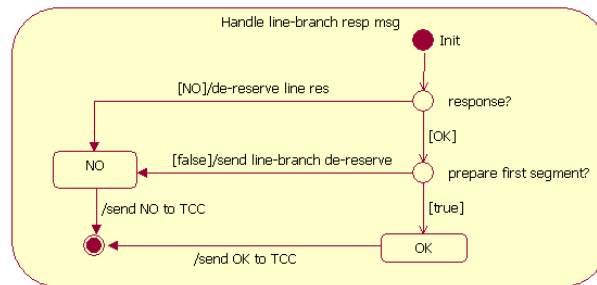 Handle line-branch resp msg
Init
[NO]/de-reserve line res
response?
[OK]
NO
[false]/send line-branch de-reserve
prepare first segment?
/send NO to TCC
[true]
OK
/send OK to TCC